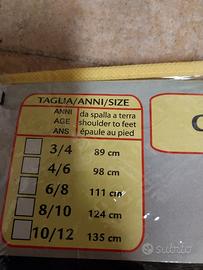 TAGLIA/ANNI/SIZE
ANNI da spalla a terra
AGE shoulder to feet
ANS épaule au pied
3/4 89 cm
4/6 98 cm
6/8 111 cm
8/10 124 cm
10/12 135 cm
subito